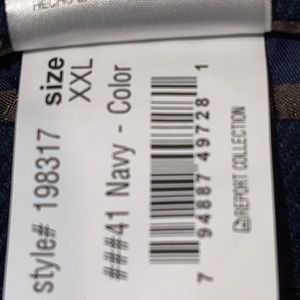 style# 198317 size
XXL
###41 Navy - Color
7 94887 49728 1
REPORT COLLECTION